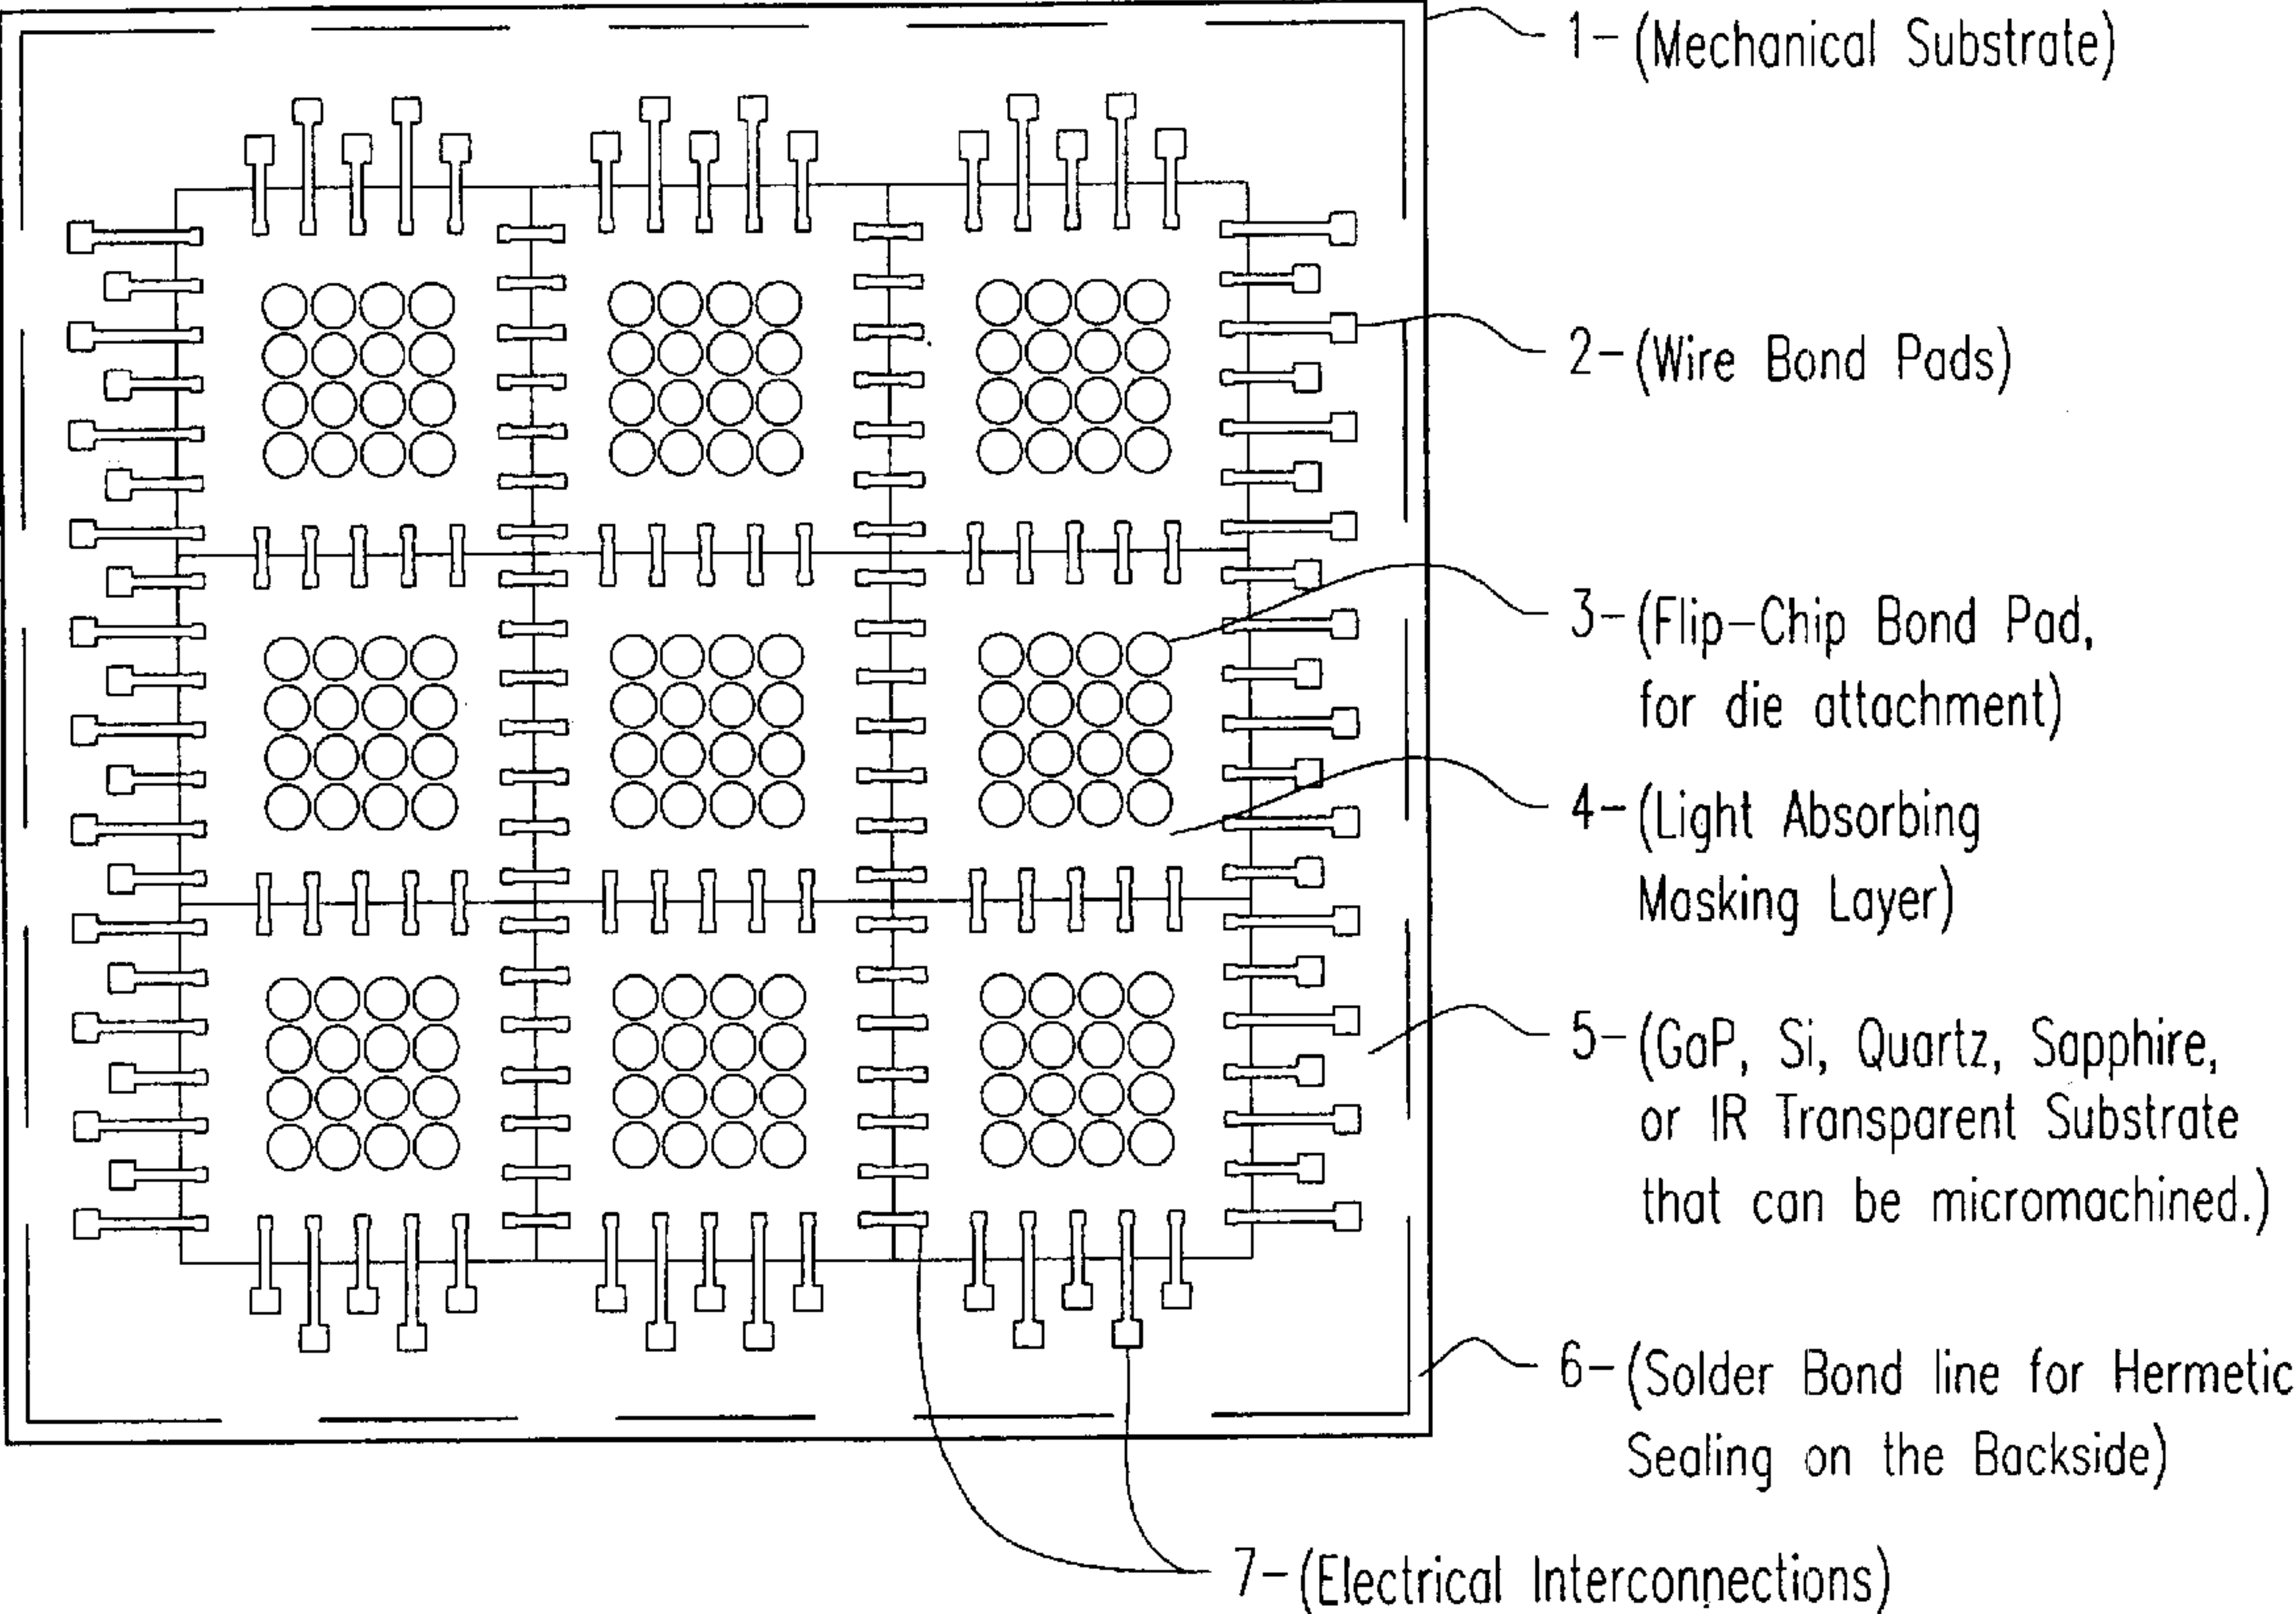 1-(Mechanical Substrate)
2-(Wire Bond Pads)
3-(Flip-Chip Bond Pad,
for die attachment)
4-(Light Absorbing
Masking Layer)
5-(GaP, Si, Quartz, Sapphire,
or IR Transparent Substrate
that can be micromachined.)
6-(Solder Bond line for Hermetic
Sealing on the Backside)
7-(Electrical Interconnections)